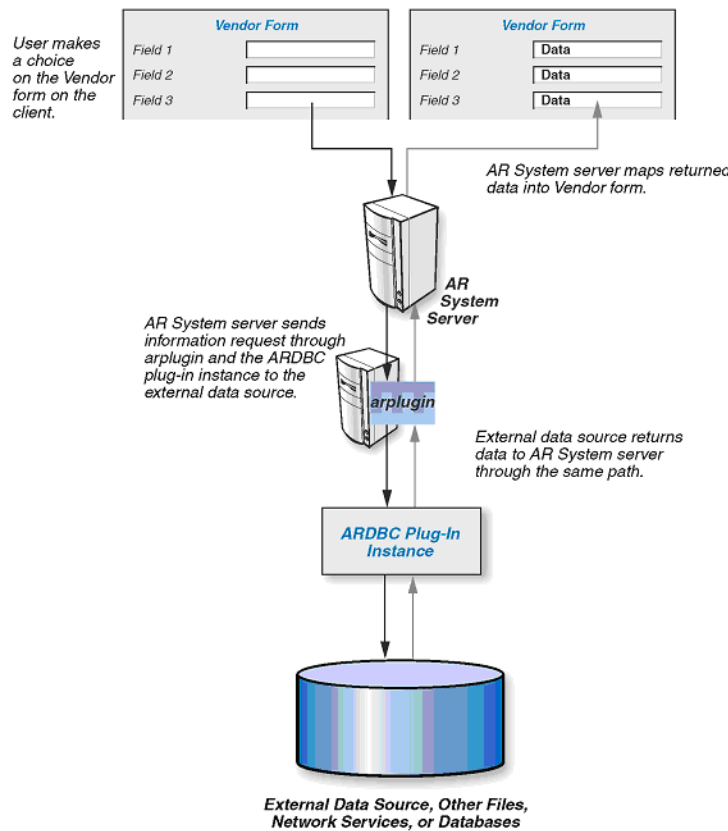 Vendor Form
Field 1
Field 2
Field 3
Vendor Form
Field 1 Data
Field 2 Data
Field 3 Data
User makes
a choice
on the Vendor
form on the
client.
AR System server maps returned
data into Vendor form.
AR
System
Server
AR System server sends
information request through
arplugin and the ARDBC
plug-in instance to the
external data source.
arplugin
External data source returns
data to AR System server
through the same path.
ARDBC Plug-In
Instance
External Data Source, Other Files,
Network Services, or Databases